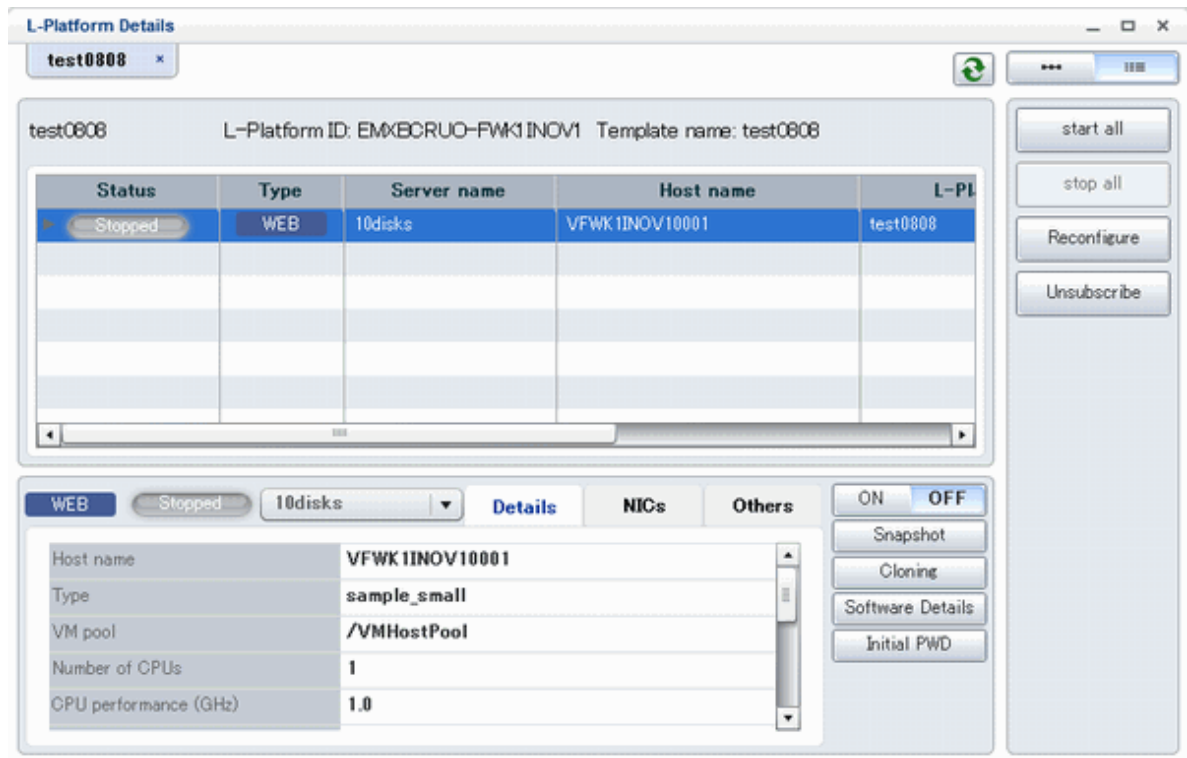 L-Platform Details
test0808 ×
test0808 L-Platform ID: EMXBCRUO-FWK1INOV1 Template name: test0808
Status Type Server name Host name L-Pl
Stopped WEB 10disks VFWK1INOV10001 test0808
start all
stop all
Reconfigure
Unsubscribe
WEB Stopped 10disks Details NICs Others
Host name VFWK1INOV10001
Type sample_small
VM pool /VMHostPool
Number of CPUs 1
CPU performance (GHz) 1.0
ON OFF
Snapshot
Cloning
Software Details
Initial PWD